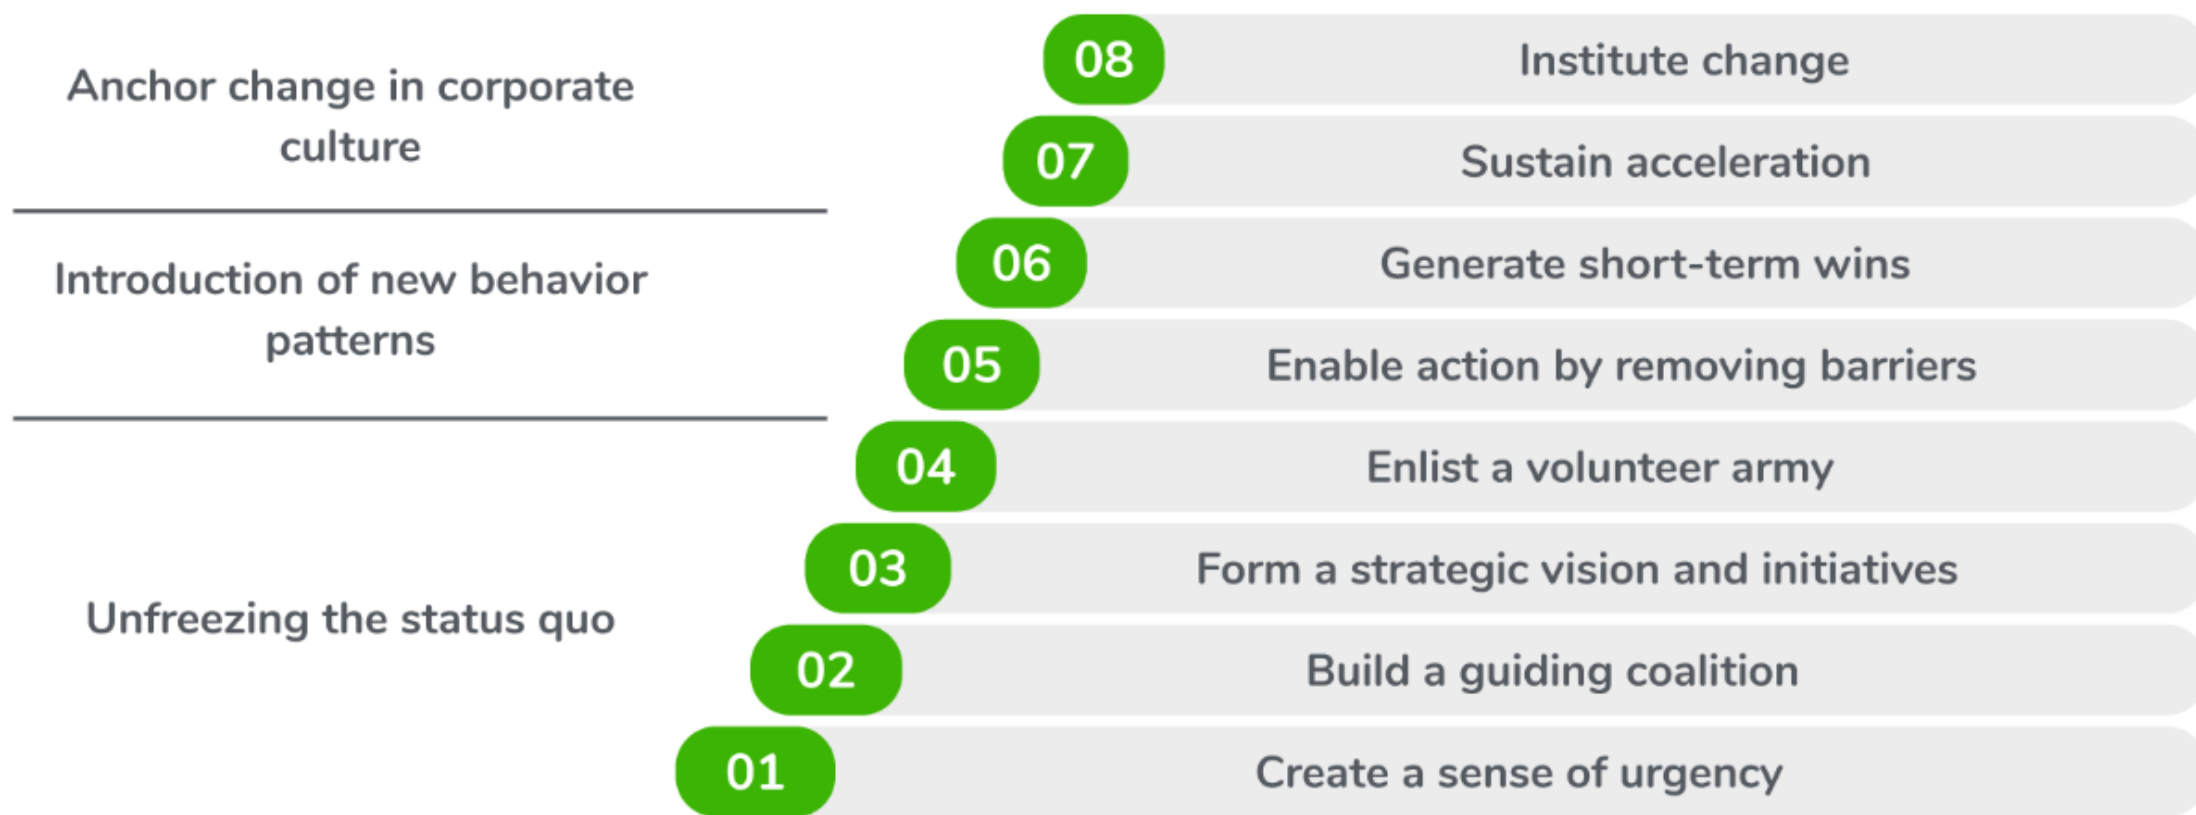 Anchor change in corporate
culture
Introduction of new behavior
patterns
Unfreezing the status quo
08 Institute change
07 Sustain acceleration
06 Generate short-term wins
05 Enable action by removing barriers
04 Enlist a volunteer army
03 Form a strategic vision and initiatives
02 Build a guiding coalition
01 Create a sense of urgency